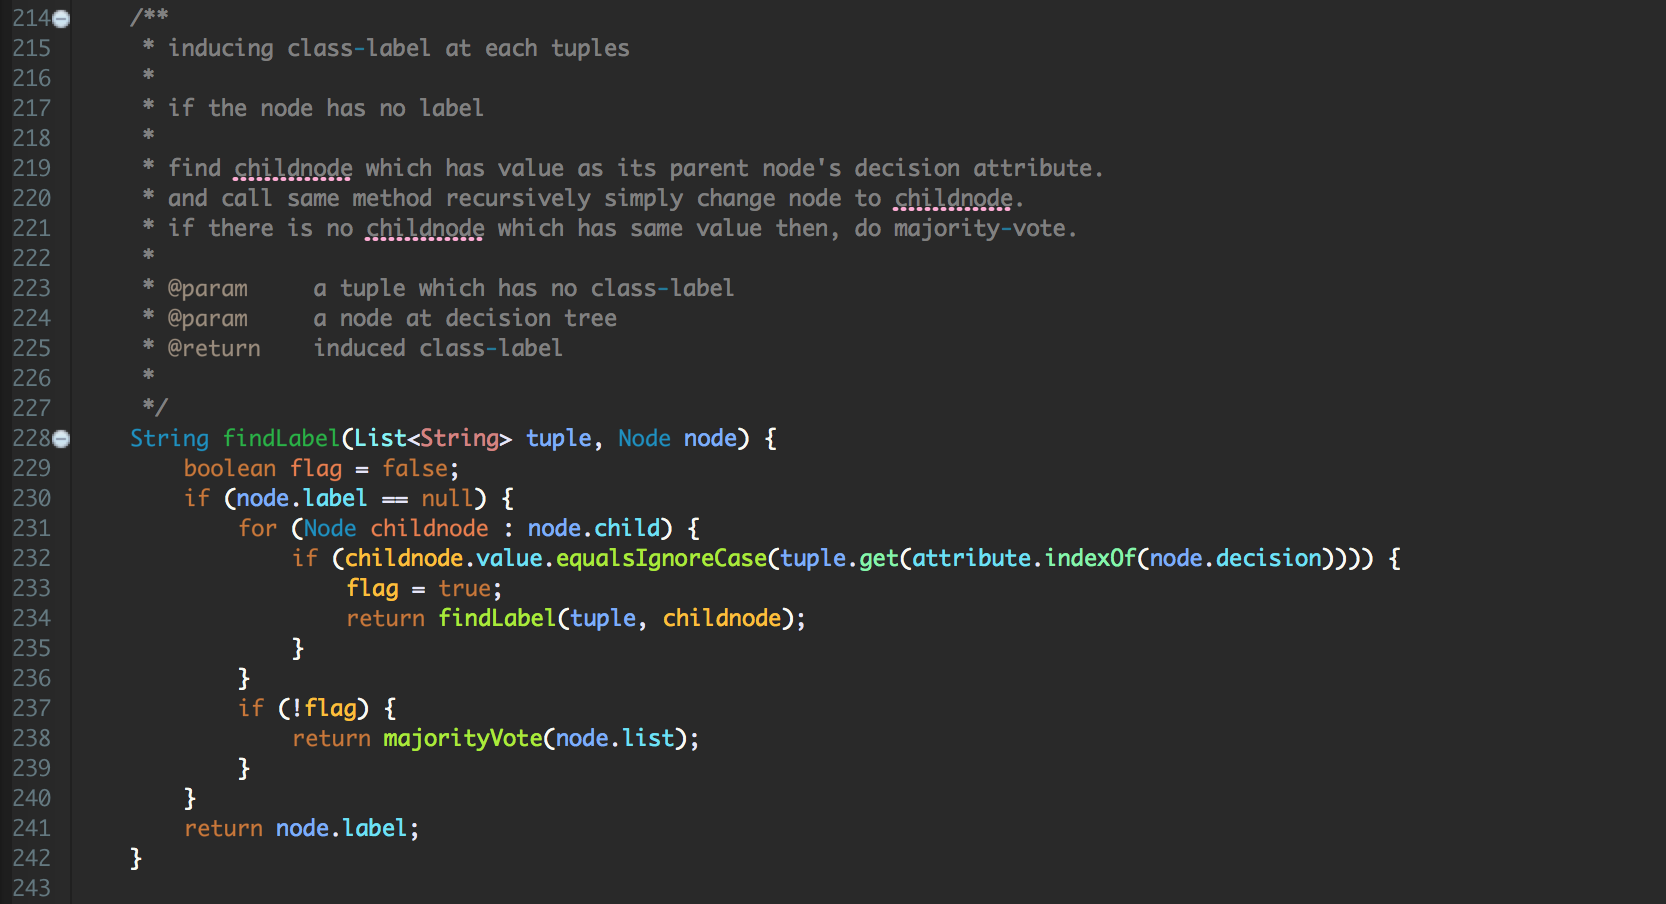 214 /**
215 * inducing class-label at each tuples
216 *
217 * if the node has no label
218 *
219 * find childnode which has value as its parent node's decision attribute.
220 * and call same method recursively simply change node to childnode.
221 * if there is no childnode which has same value then, do majority-vote.
222 *
223 * @param     a tuple which has no class-label
224 * @param     a node at decision tree
225 * @return    induced class-label
226 *
227 */
228 String findLabel(List<String> tuple, Node node) {
229     boolean flag = false;
230     if (node.label == null) {
231         for (Node childnode : node.child) {
232             if (childnode.value.equalsIgnoreCase(tuple.get(attribute.indexOf(node.decision)))) {
233                 flag = true;
234                 return findLabel(tuple, childnode);
235             }
236         }
237         if (!flag) {
238             return majorityVote(node.list);
239         }
240     }
241     return node.label;
242 }
243